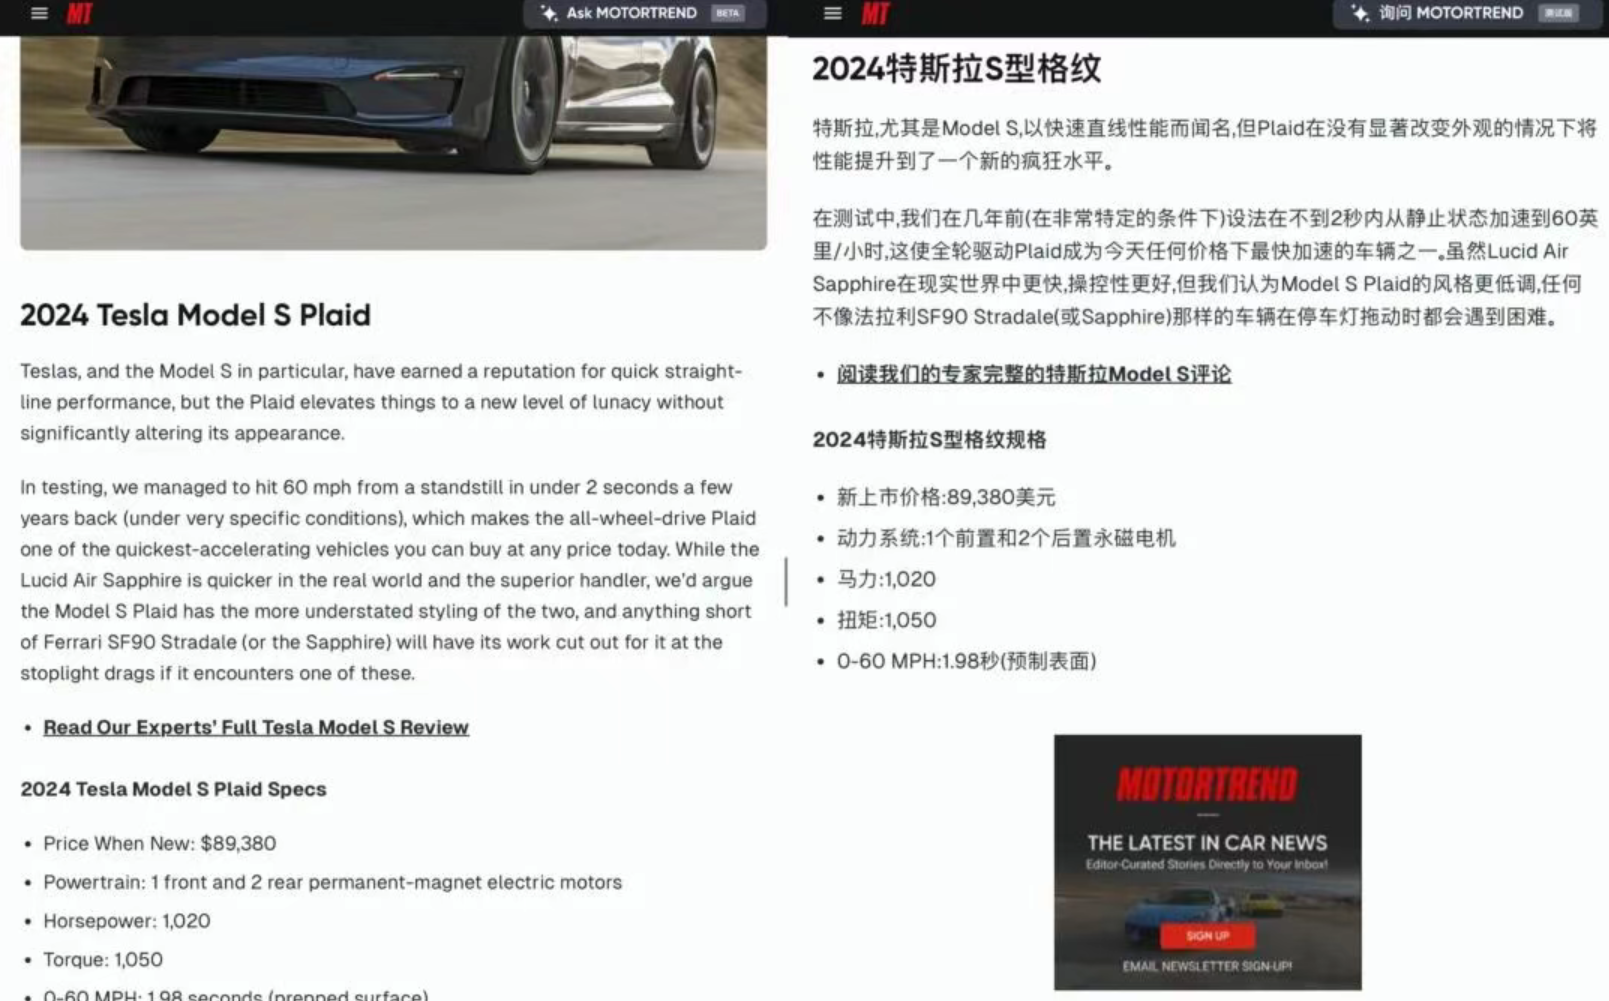 MT
Ask MOTORTREND BETA
2024 Tesla Model S Plaid
Teslas, and the Model S in particular, have earned a reputation for quick straight-
line performance, but the Plaid elevates things to a new level of lunacy without
significantly altering its appearance.
In testing, we managed to hit 60 mph from a standstill in under 2 seconds a few
years back (under very specific conditions), which makes the all-wheel-drive Plaid
one of the quickest-accelerating vehicles you can buy at any price today. While the
Lucid Air Sapphire is quicker in the real world and the superior handler, we'd argue
the Model S Plaid has the more understated styling of the two, and anything short
of Ferrari SF90 Stradale (or the Sapphire) will have its work cut out for it at the
stoplight drags if it encounters one of these.
• Read Our Experts' Full Tesla Model S Review
2024 Tesla Model S Plaid Specs
• Price When New: $89,380
• Powertrain: 1 front and 2 rear permanent-magnet electric motors
• Horsepower: 1,020
• Torque: 1,050
• 0-60 MPH: 1.98 seconds (prepped surface)
MT
询问 MOTORTREND 测试版
2024特斯拉S型格纹
特斯拉,尤其是Model S,以快速直线性能而闻名,但Plaid在没有显著改变外观的情况下将
性能提升到了一个新的疯狂水平。
在测试中,我们在几年前(在非常特定的条件下)设法在不到2秒内从静止状态加速到60英
里/小时,这使全轮驱动Plaid成为今天任何价格下最快加速的车辆之一。虽然Lucid Air
Sapphire在现实世界中更快,操控性更好,但我们认为Model S Plaid的风格更低调,任何
不像法拉利SF90 Stradale(或Sapphire)那样的车辆在停车灯拖动时都会遇到困难。
• 阅读我们的专家完整的特斯拉Model S评论
2024特斯拉S型格纹规格
• 新上市价格:89,380美元
• 动力系统:1个前置和2个后置永磁电机
• 马力:1,020
• 扭矩:1,050
• 0-60 MPH:1.98秒(预制表面)
MOTORTREND
THE LATEST IN CAR NEWS
Editor-Curated Stories Directly to Your Inbox!
SIGN UP
EMAIL NEWSLETTER SIGN-UP!